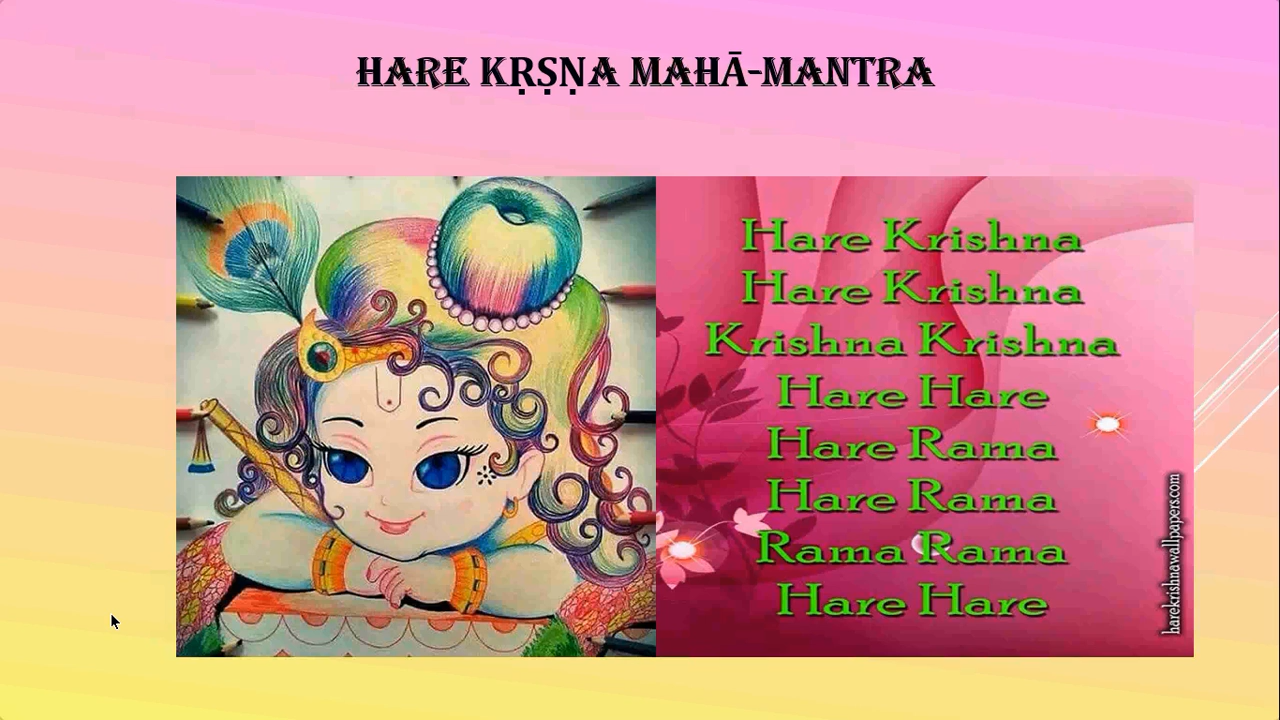 HARE KṚṢṆA MAHĀ-MANTRA
Hare Krishna
Hare Krishna
Krishna Krishna
Hare Hare
Hare Rama
Hare Rama
Rama Rama
Hare Hare
harekrishnawallpapers.com